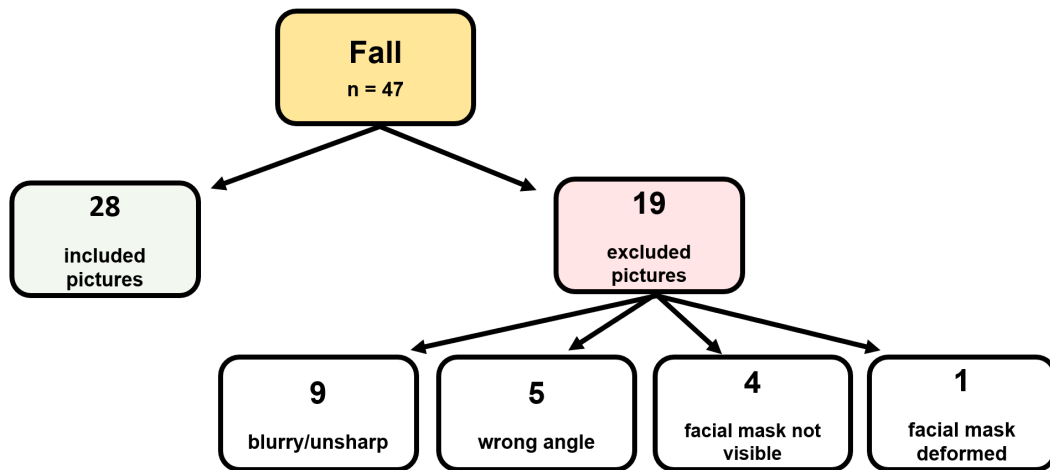 Fall
n = 47
28
included
pictures
19
excluded
pictures
9
blurry/unsharp
5
wrong angle
4
facial mask not
visible
1
facial mask
deformed